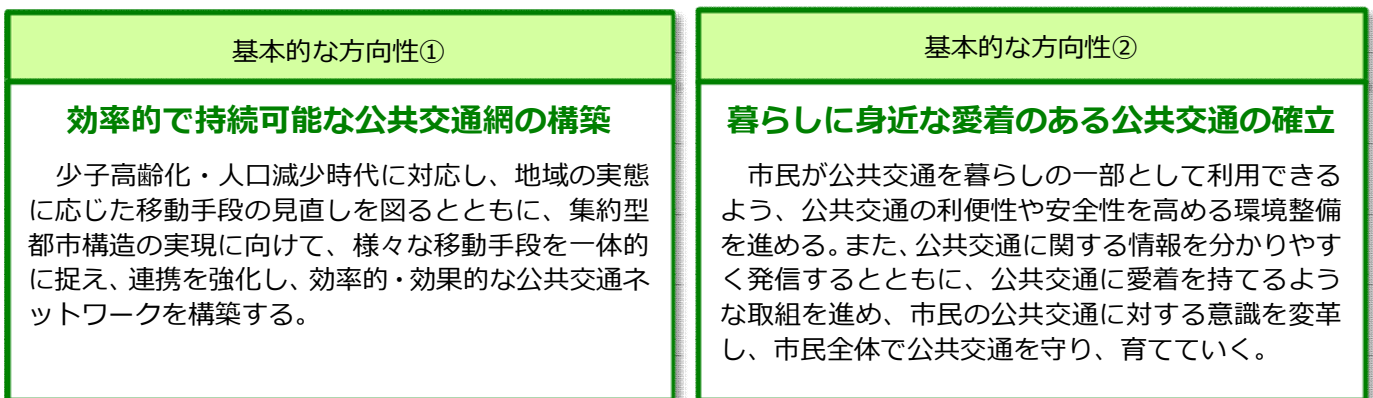 基本的な方向性①
効率的で持続可能な公共交通網の構築
　少子高齢化・人口減少時代に対応し、地域の実態
に応じた移動手段の見直しを図るとともに、集約型
都市構造の実現に向けて、様々な移動手段を一体的
に捉え、連携を強化し、効率的・効果的な公共交通ネ
ットワークを構築する。
基本的な方向性②
暮らしに身近な愛着のある公共交通の確立
　市民が公共交通を暮らしの一部として利用できる
よう、公共交通の利便性や安全性を高める環境整備
を進める。また、公共交通に関する情報を分かりやす
く発信するとともに、公共交通に愛着を持てるよう
な取組を進め、市民の公共交通に対する意識を変革
し、市民全体で公共交通を守り、育てていく。